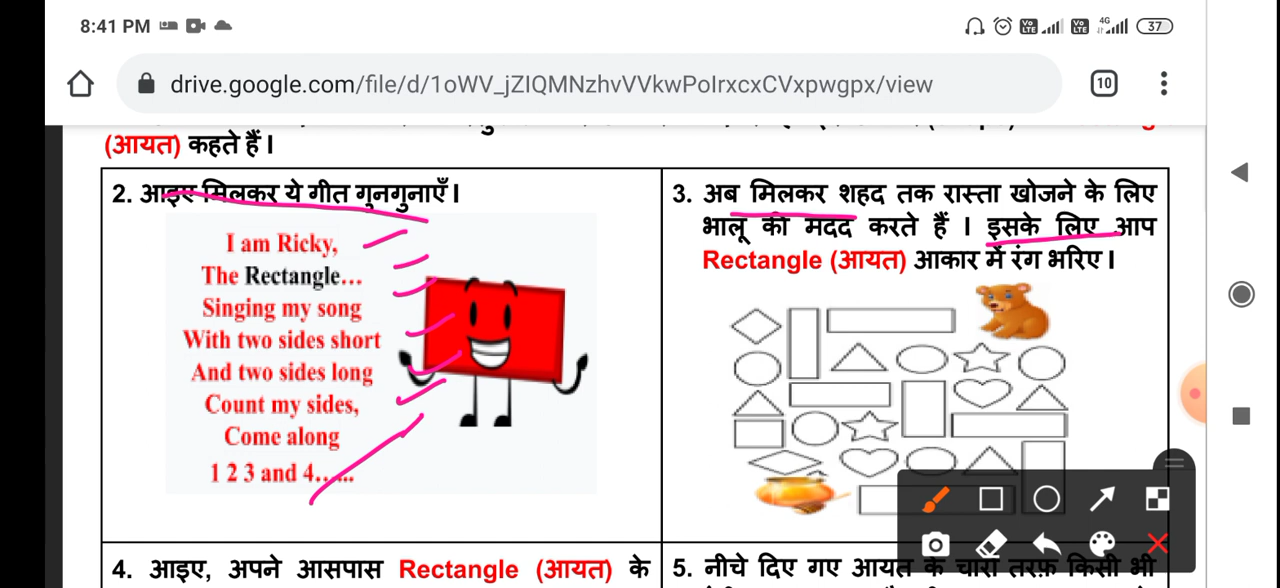 8:41 PM
4G
37
drive.google.com/file/d/1oWV_jZIQMNzhvVVkwPoIrxcxCVxpwgpx/view
10
(आयत) कहते हैं I
2. आइए मिलकर ये गीत गुनगुनाएँ I
I am Ricky,
The Rectangle...
Singing my song
With two sides short
And two sides long
Count my sides,
Come along
1 2 3 and 4......
3. अब मिलकर शहद तक रास्ता खोजने के लिए
भालू की मदद करते हैं I इसके लिए आप
Rectangle (आयत) आकार में रंग भरिए I
4. आइए, अपने आसपास Rectangle (आयत) के
5. नीचे दिए गए आयत के चारों तरफ़ किसी भी